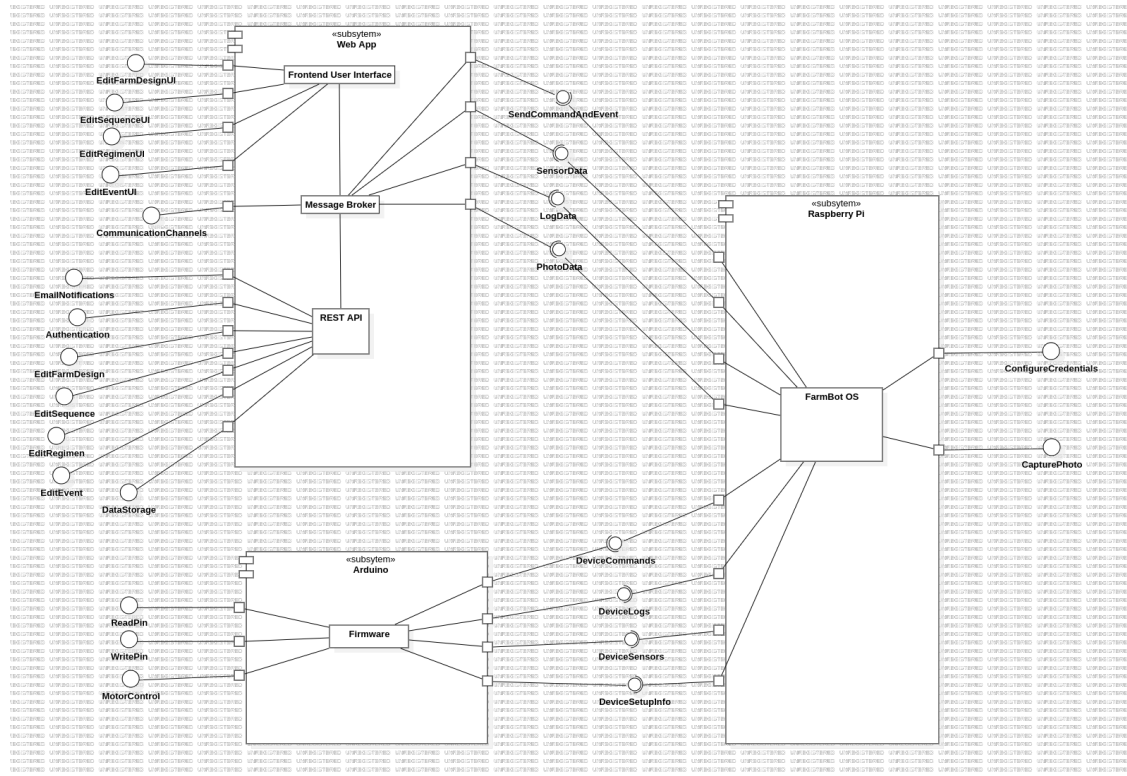 «subsytem»
Web App
Frontend User Interface
EditFarmDesignUI
EditSequenceUI
EditRegimenUI
EditEventUI
CommunicationChannels
Message Broker
SendCommandAndEvent
SensorData
LogData
PhotoData
«subsytem»
Raspberry Pi
EmailNotifications
Authentication
EditFarmDesign
EditSequence
EditRegimen
EditEvent
DataStorage
REST API
FarmBot OS
ConfigureCredentials
CapturePhoto
«subsytem»
Arduino
Firmware
ReadPin
WritePin
MotorControl
DeviceCommands
DeviceLogs
DeviceSensors
DeviceSetupInfo